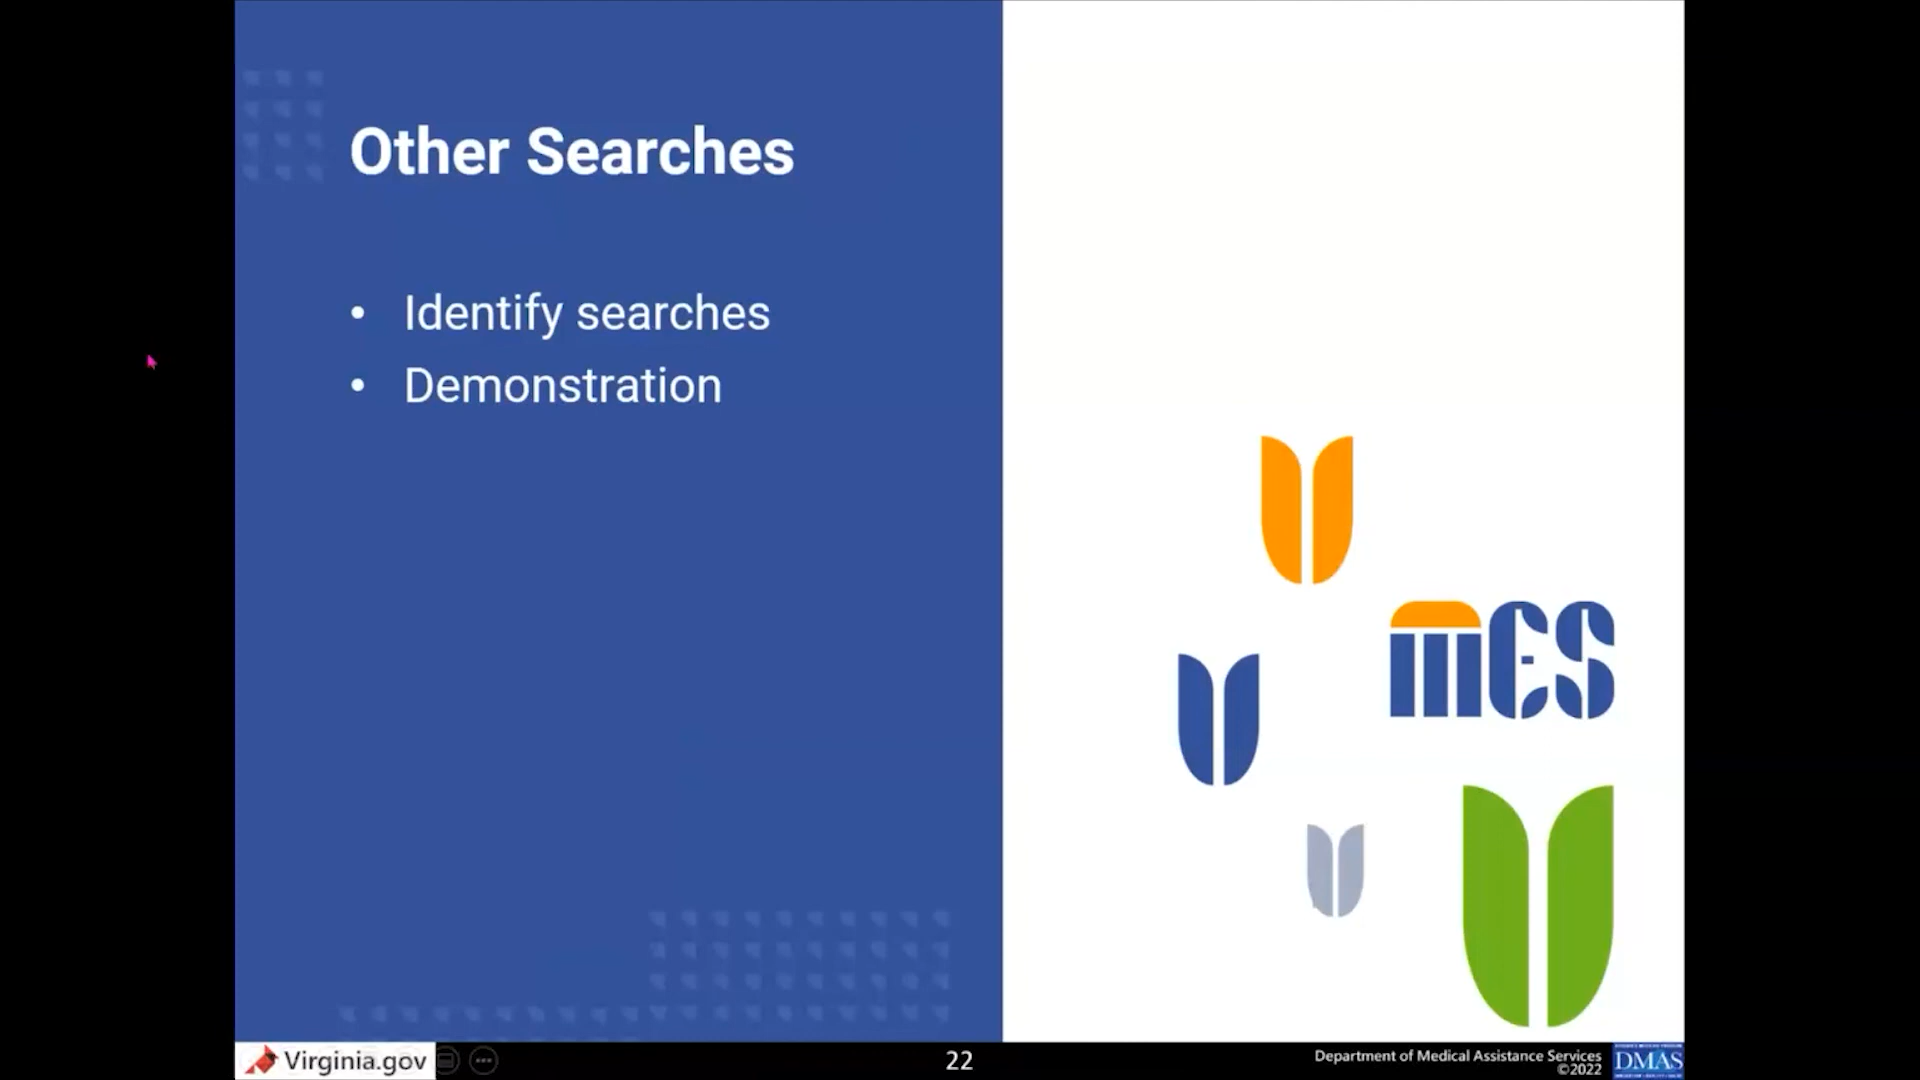 Other Searches
• Identify searches
• Demonstration
mES
Virginia.gov
22
Department of Medical Assistance Services
©2022
DMAS